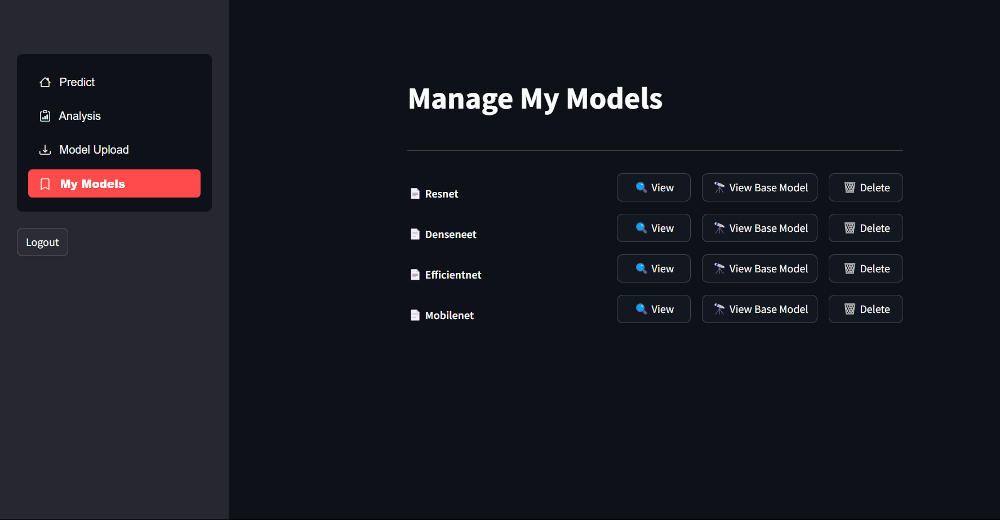 Predict
Analysis
Model Upload
My Models
Logout
Manage My Models
Resnet View View Base Model Delete
Denseneet View View Base Model Delete
Efficientnet View View Base Model Delete
Mobilenet View View Base Model Delete